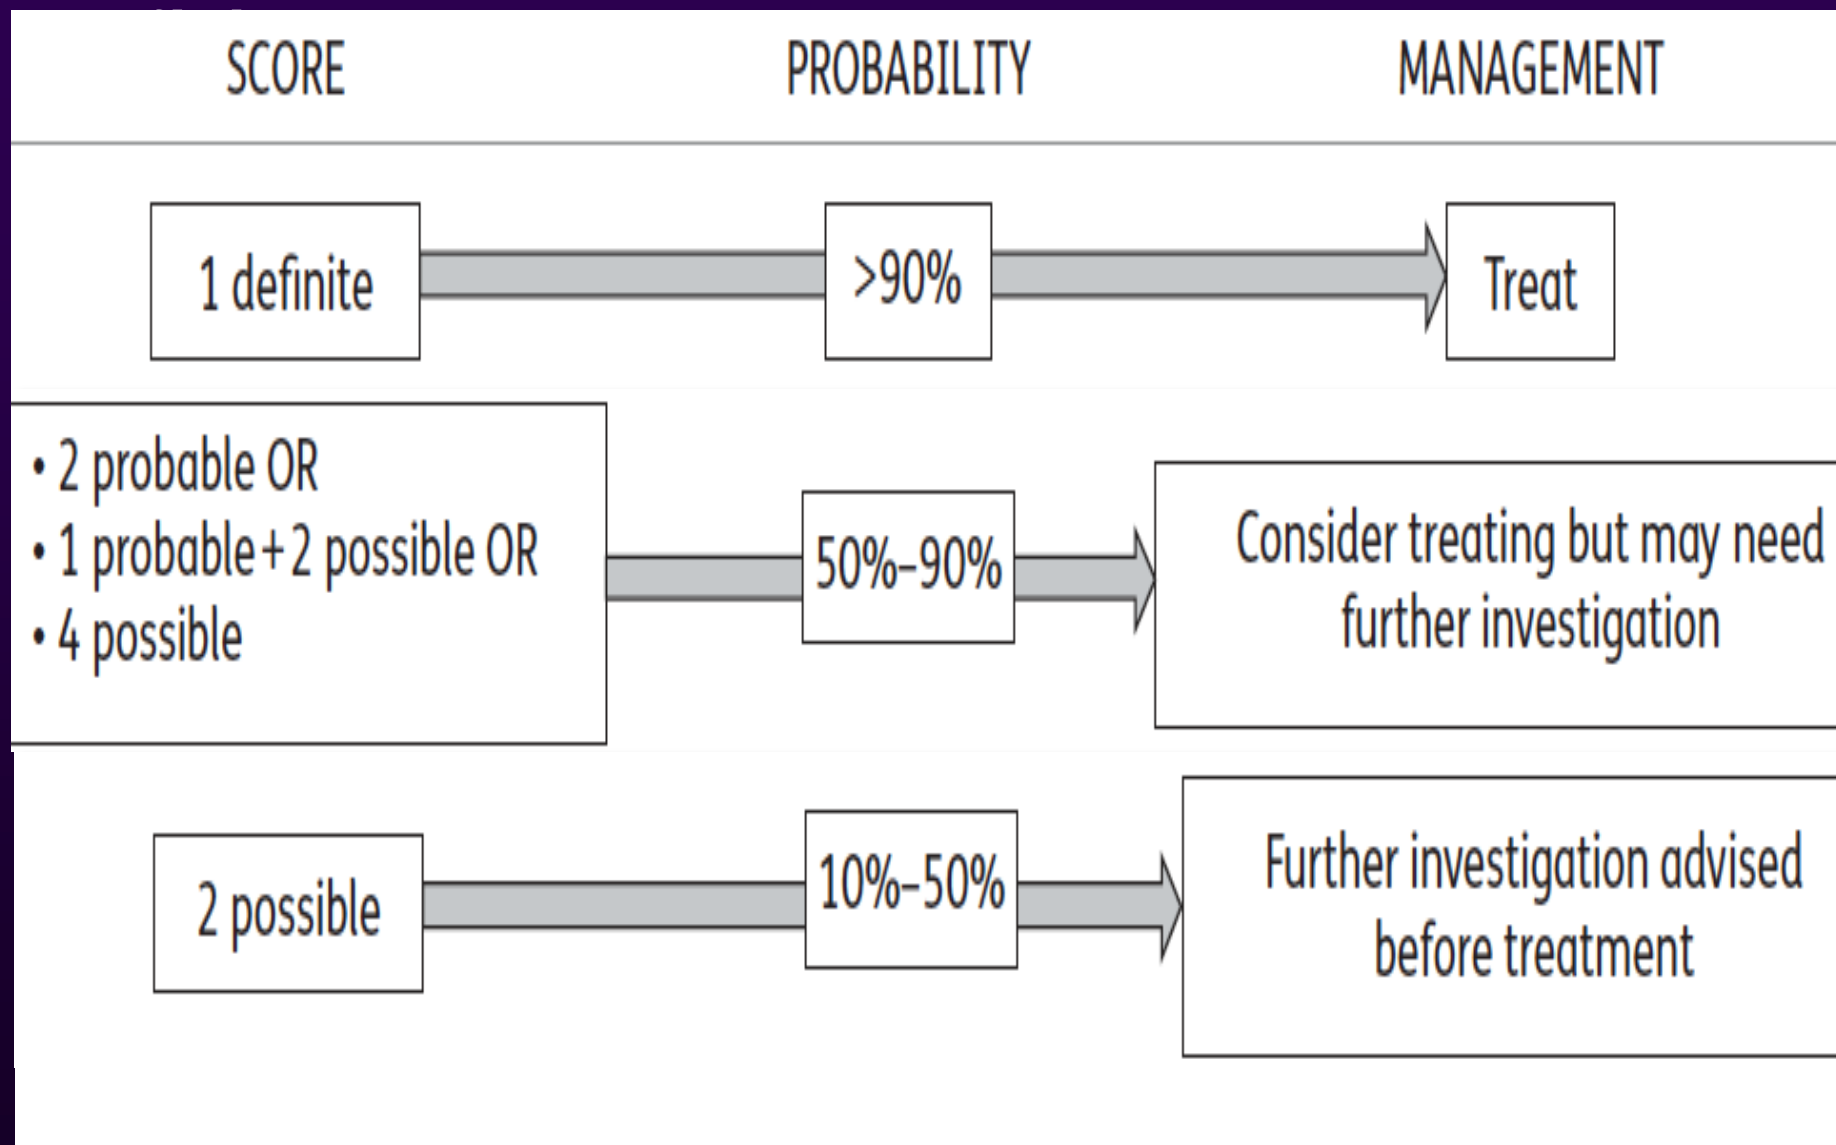 SCORE PROBABILITY MANAGEMENT
1 definite >90% Treat
• 2 probable OR
• 1 probable+2 possible OR
• 4 possible
50%–90%
Consider treating but may need
further investigation
2 possible 10%–50%
Further investigation advised
before treatment